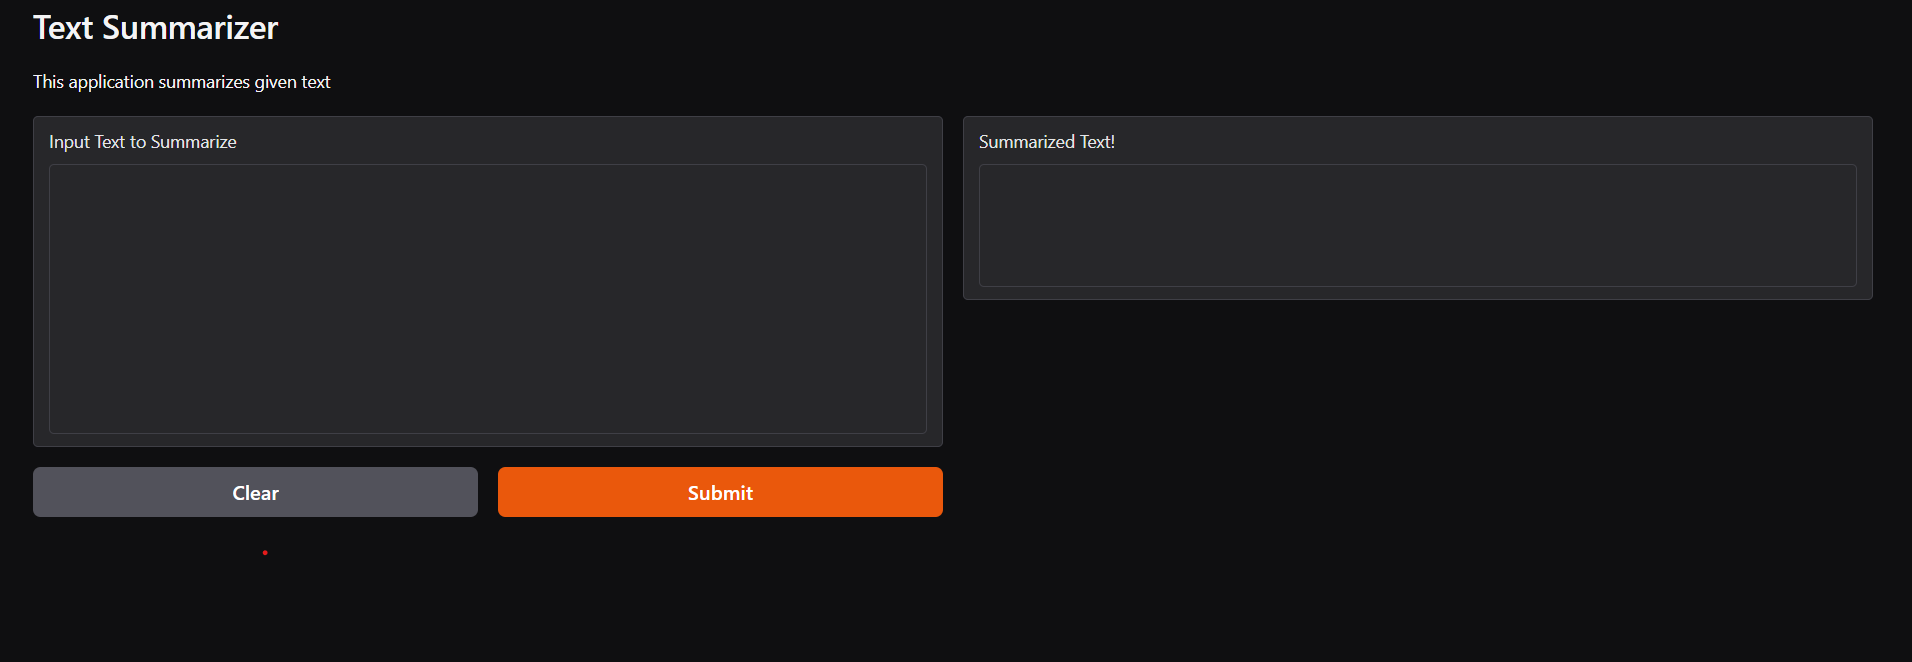 Text Summarizer
This application summarizes given text
Input Text to Summarize
Summarized Text!
Clear
Submit